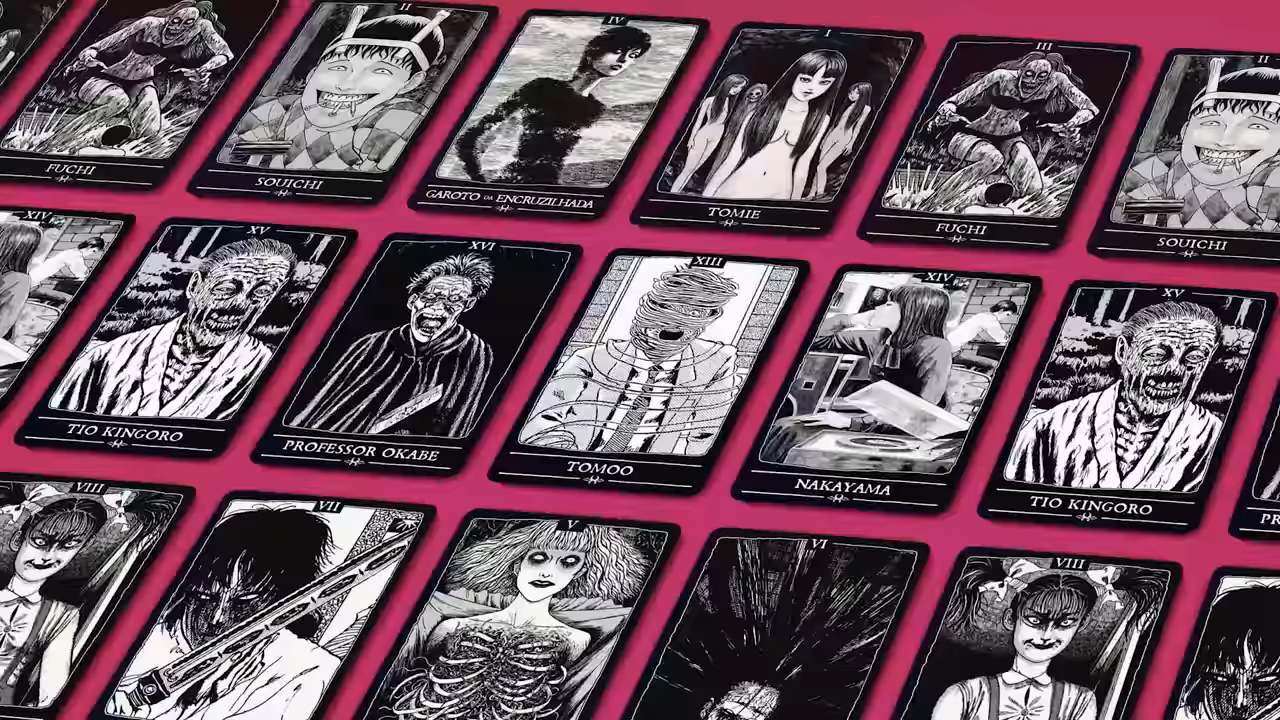 II
IV
I
III
II
FUCHI
SOUICHI
GAROTO DA ENCRUZILHADA
TOMIE
FUCHI
SOUICHI
XIV
XV
XVI
XIII
XIV
XV
TIO KINGORO
PROFESSOR OKABE
TOMOO
NAKAYAMA
TIO KINGORO
VIII
VII
V
VI
VIII